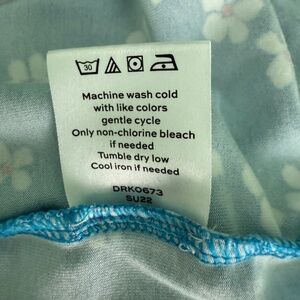 30
Machine wash cold
with like colors
gentle cycle
Only non-chlorine bleach
if needed
Tumble dry low
Cool iron if needed
DRK0673
SU22